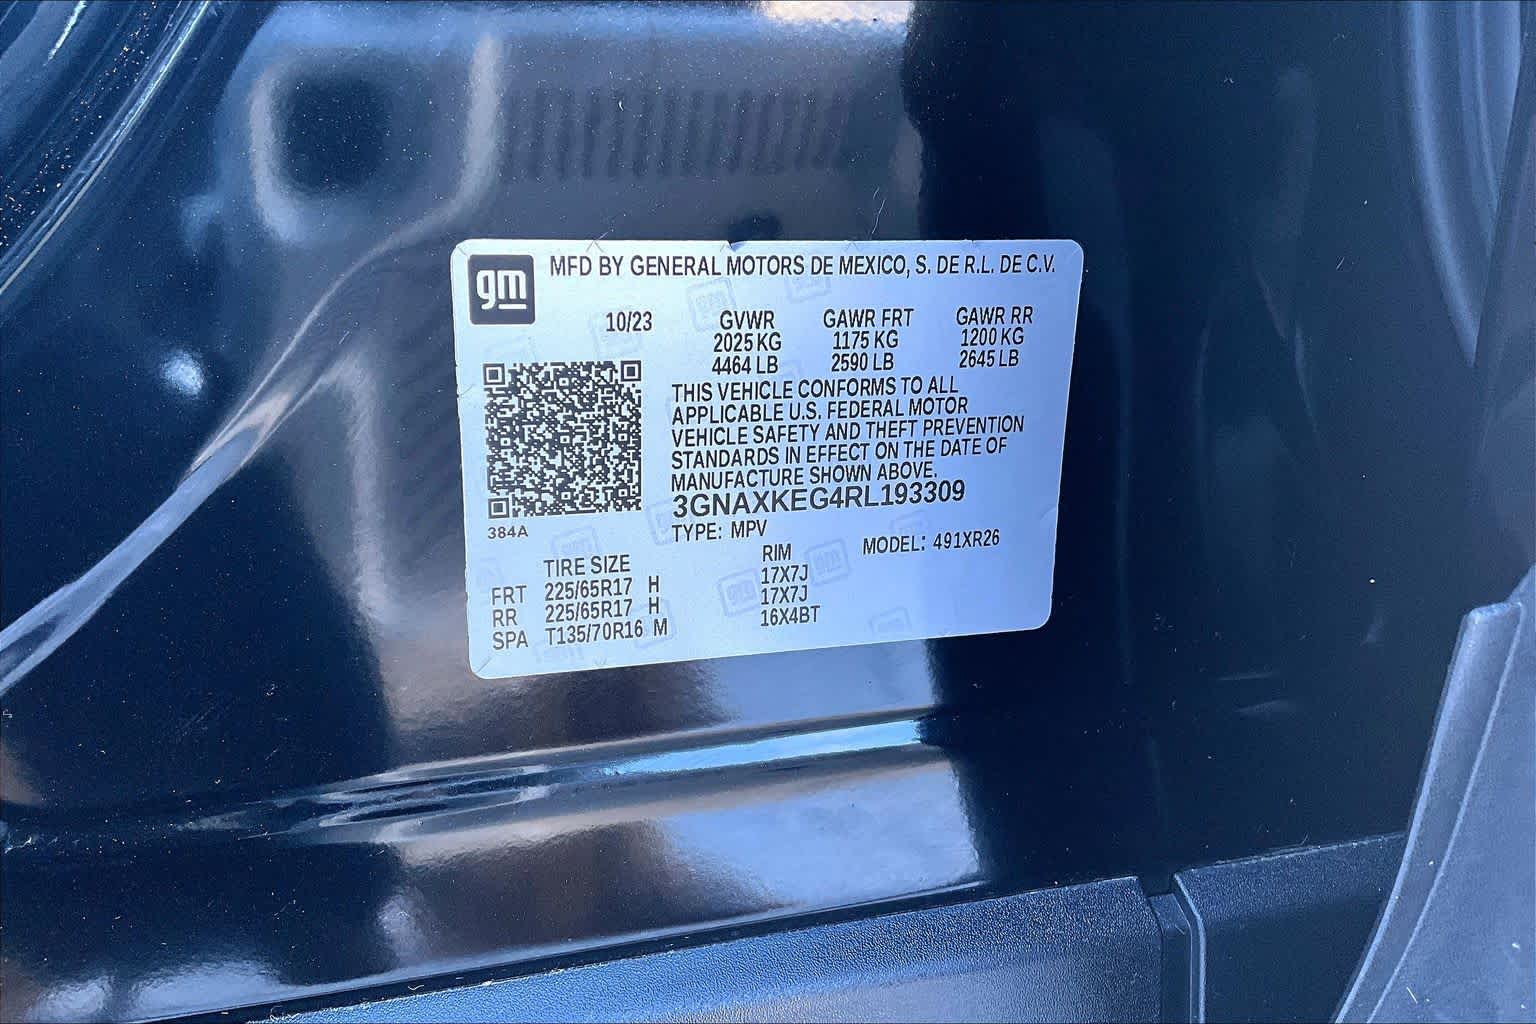 gm
MFD BY GENERAL MOTORS DE MEXICO, S. DE R.L. DE C.V.
10/23 GVWR GAWR FRT GAWR RR
2025 KG 1175 KG 1200 KG
4464 LB 2590 LB 2645 LB
THIS VEHICLE CONFORMS TO ALL
APPLICABLE U.S. FEDERAL MOTOR
VEHICLE SAFETY AND THEFT PREVENTION
STANDARDS IN EFFECT ON THE DATE OF
MANUFACTURE SHOWN ABOVE.
3GNAXKEG4RL193309
384A
TYPE: MPV MODEL: 491XR26
TIRE SIZE RIM
FRT 225/65R17 H 17X7J
RR 225/65R17 H 17X7J
SPA T135/70R16 M 16X4BT